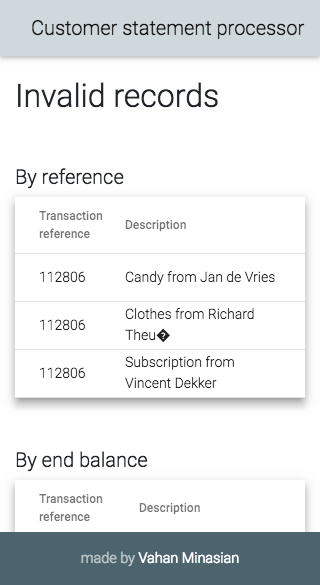 Customer statement processor
Invalid records
By reference
Transaction
reference
Description
112806
Candy from Jan de Vries
112806
Clothes from Richard
Theu�
112806
Subscription from
Vincent Dekker
By end balance
Transaction
reference
Description
made by Vahan Minasian